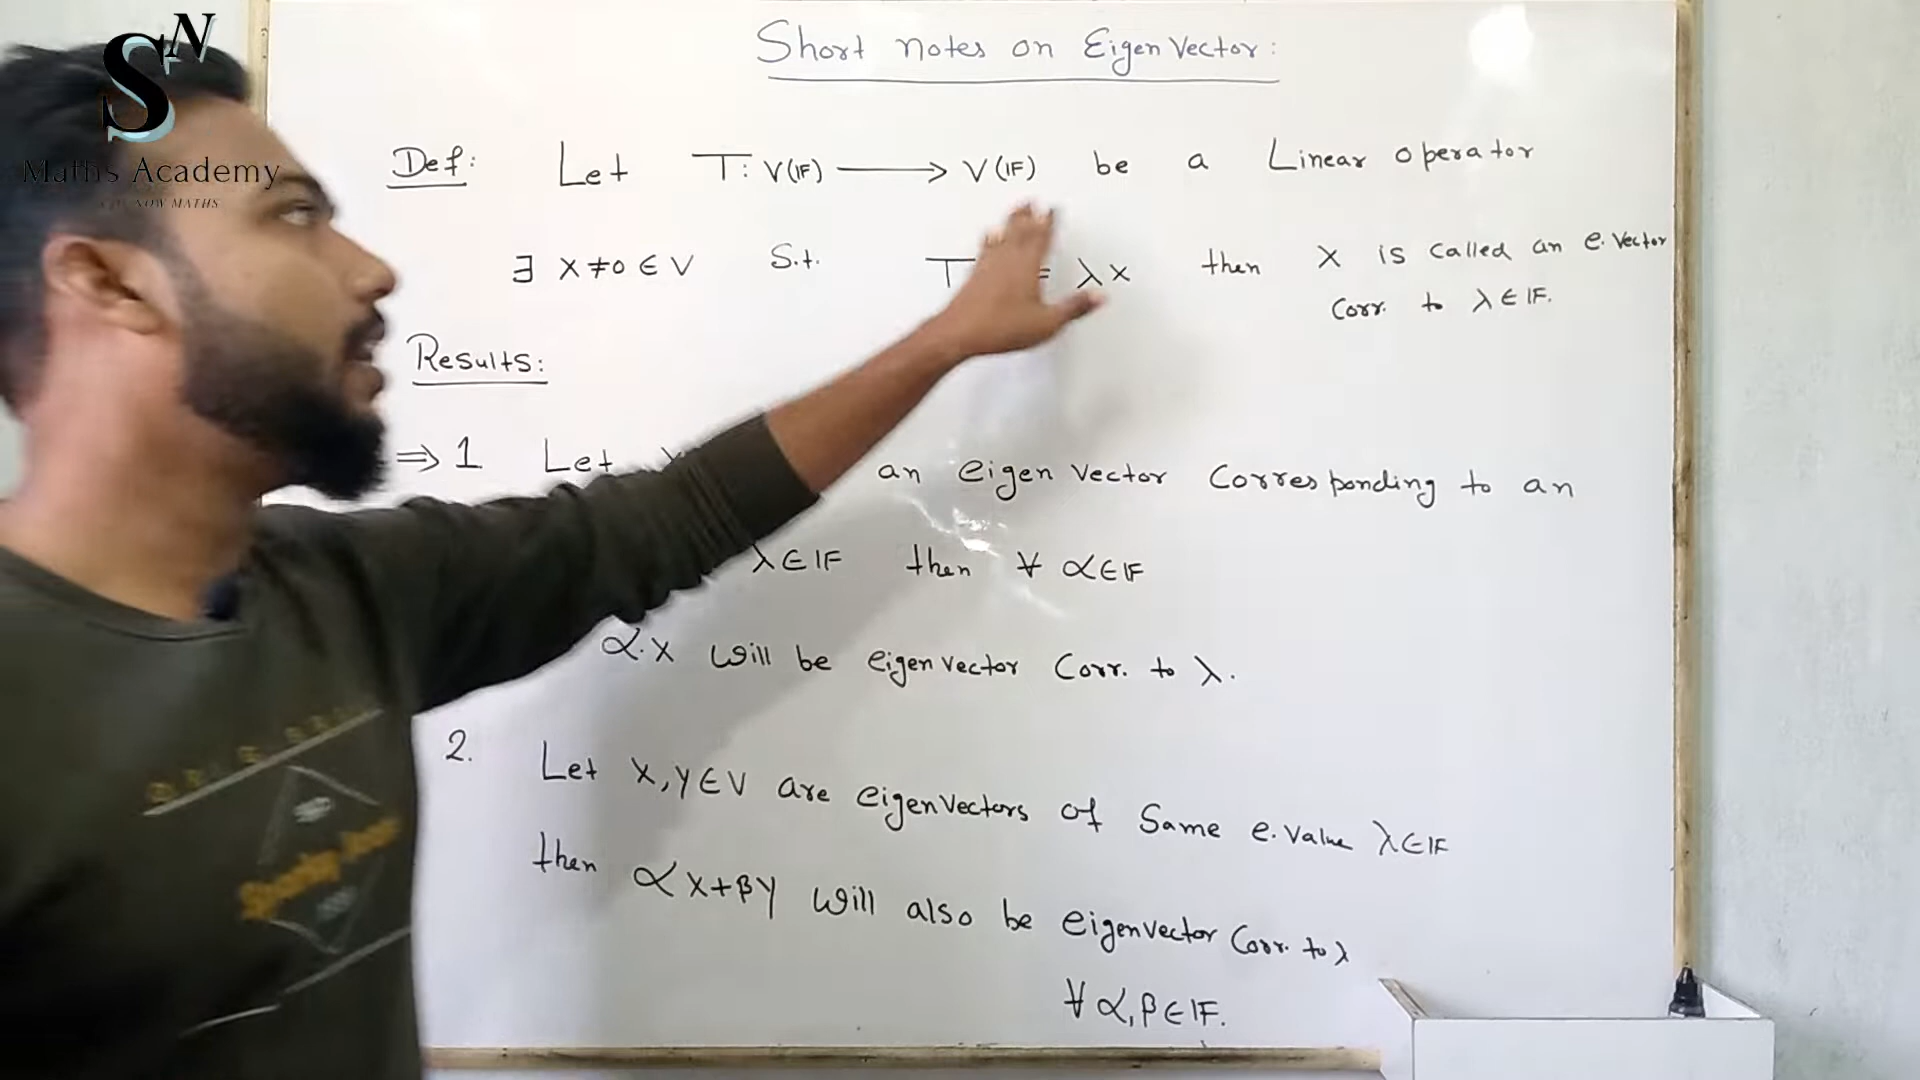 SN
Maths Academy
Short notes on Eigen Vector:
Def: Let T: V(IF) ⟶ V(IF) be a Linear operator
∃ X≠0 ∈ V S.t. T = λx then X is called an e.vector
Corr. to λ∈IF.
Results:
⇒ 1 Let an eigen vector Corresponding to an
λ∈IF then ∀ α∈IF
α.x will be eigenvector Corr. to λ.
2. Let x,y∈V are eigenvectors of Same e.value λ∈IF
then αx+βy will also be eigenvector Corr. to λ
∀ α,β∈IF.